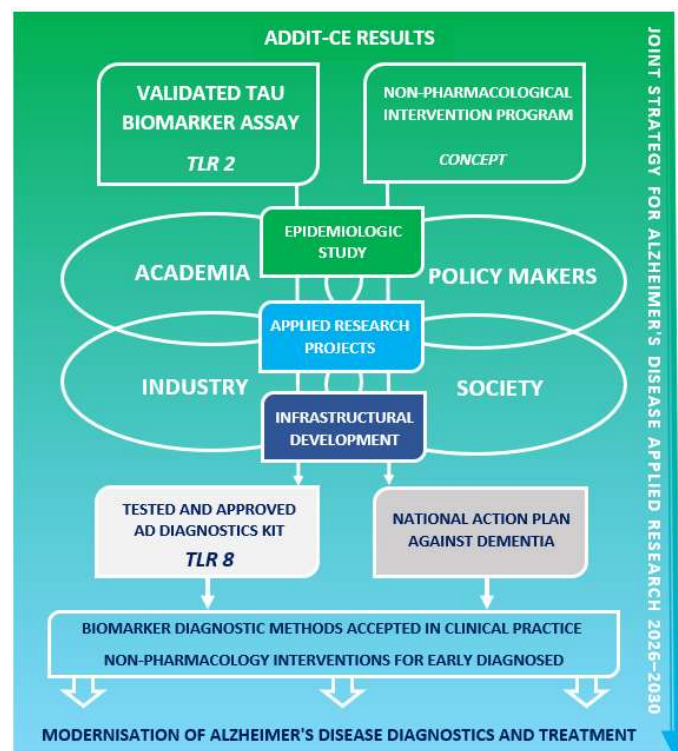 ADDIT-CE RESULTS
VALIDATED TAU
BIOMARKER ASSAY
TLR 2
NON-PHARMACOLOGICAL
INTERVENTION PROGRAM
CONCEPT
EPIDEMIOLOGIC
STUDY
ACADEMIA
POLICY MAKERS
APPLIED RESEARCH
PROJECTS
INDUSTRY
SOCIETY
INFRASTRUCTURAL
DEVELOPMENT
TESTED AND APPROVED
AD DIAGNOSTICS KIT
TLR 8
NATIONAL ACTION PLAN
AGAINST DEMENTIA
BIOMARKER DIAGNOSTIC METHODS ACCEPTED IN CLINICAL PRACTICE
NON-PHARMACOLOGY INTERVENTIONS FOR EARLY DIAGNOSED
MODERNISATION OF ALZHEIMER'S DISEASE DIAGNOSTICS AND TREATMENT
JOINT STRATEGY FOR ALZHEIMER'S DISEASE APPLIED RESEARCH 2026–2030